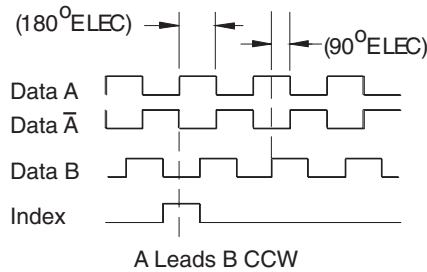 (180°ELEC)
(90°ELEC)
Data A
Data A̅
Data B
Index
A Leads B CCW